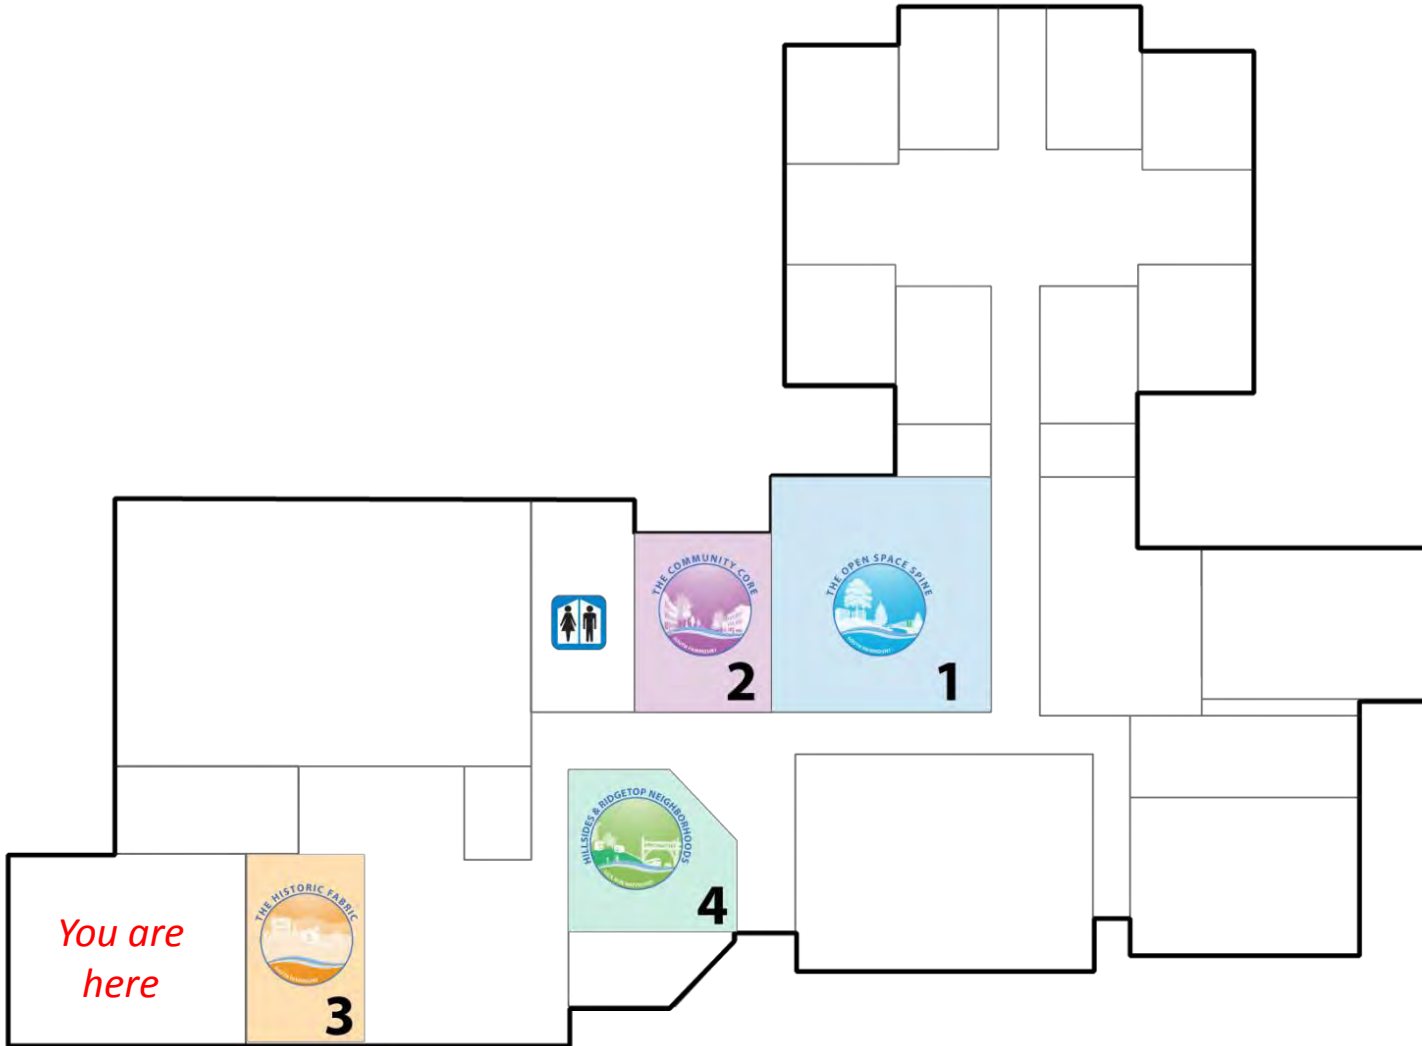 THE COMMUNITY CORE
2
THE OPEN SPACE SPINE
1
HILLSIDES & RIDGETOP NEIGHBORHOODS
4
You are
here
THE HISTORIC FABRIC
3